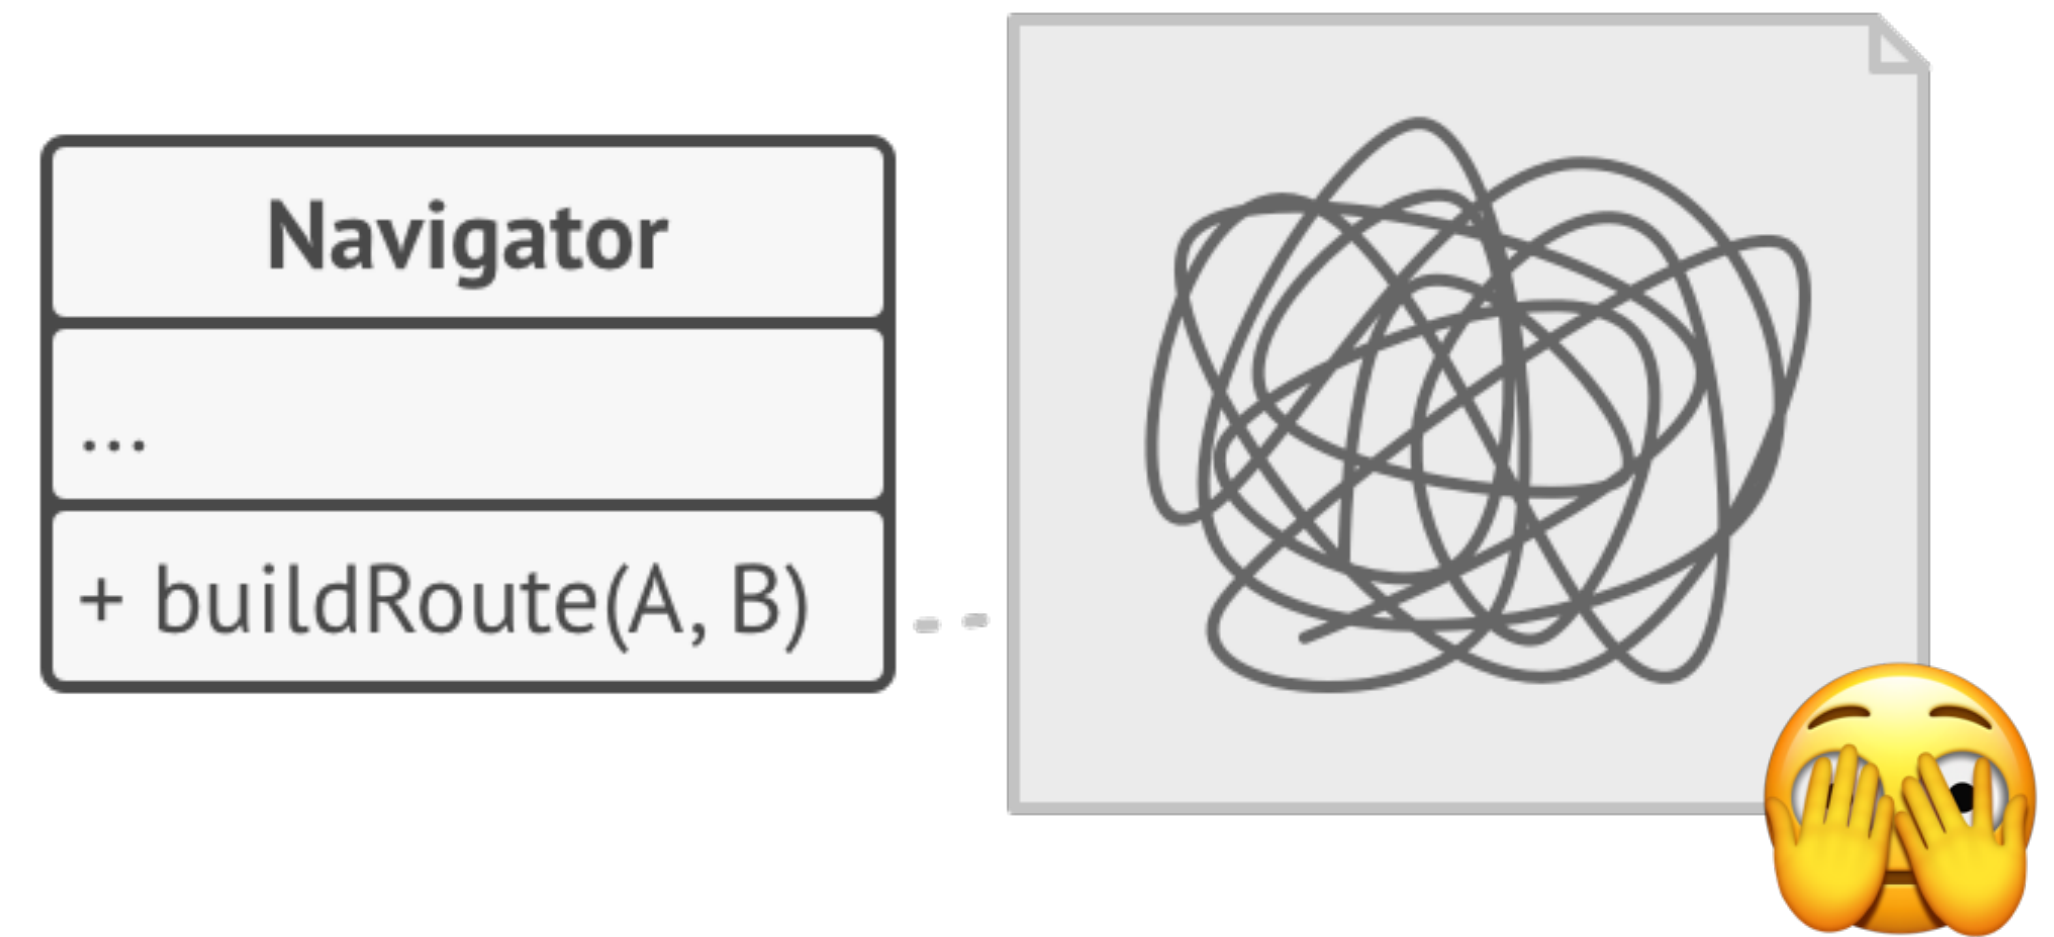 Navigator
...
+ buildRoute(A, B)